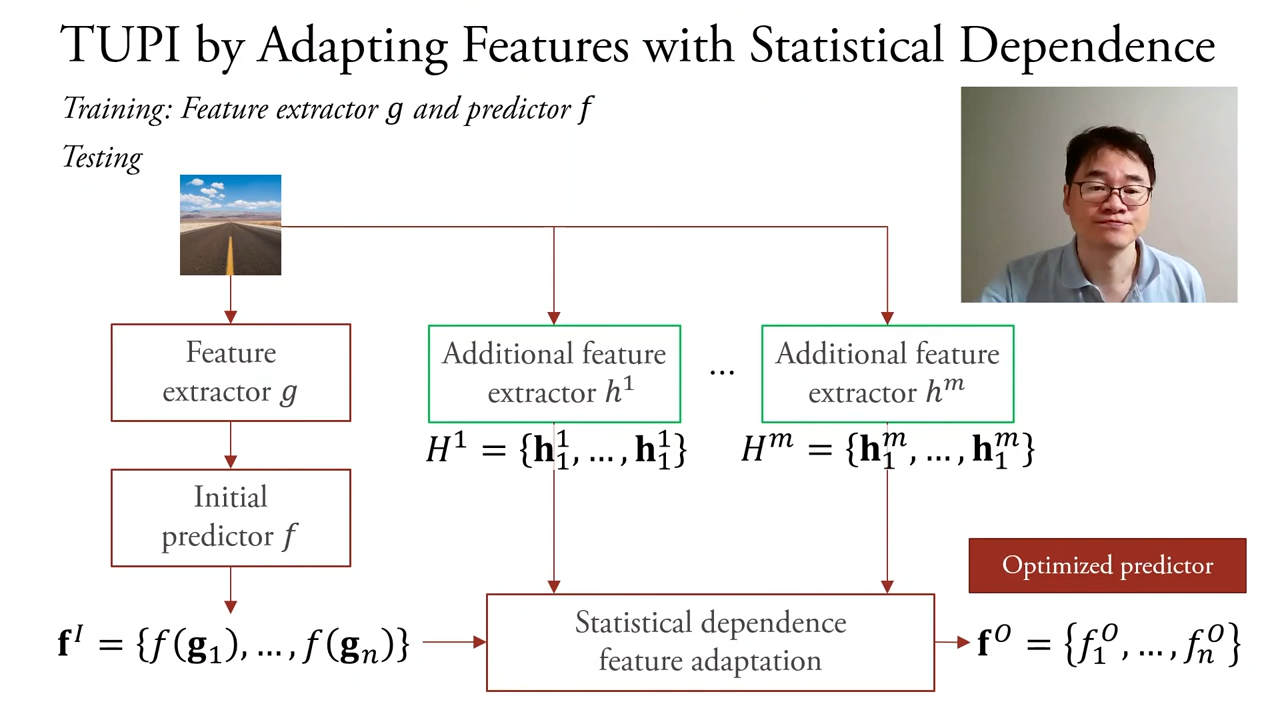 TUPI by Adapting Features with Statistical Dependence
Training: Feature extractor g and predictor f
Testing
Feature
extractor g
Additional feature
extractor h¹
...
Additional feature
extractor hᵐ
H¹ = {𝐡₁¹, ..., 𝐡₁¹}
Hᵐ = {𝐡₁ᵐ, ..., 𝐡₁ᵐ}
Initial
predictor f
Optimized predictor
𝐟ᴵ = {f(𝐠₁), ..., f(𝐠ₙ)}
Statistical dependence
feature adaptation
𝐟ᴼ = {f₁ᴼ, ..., fₙᴼ}